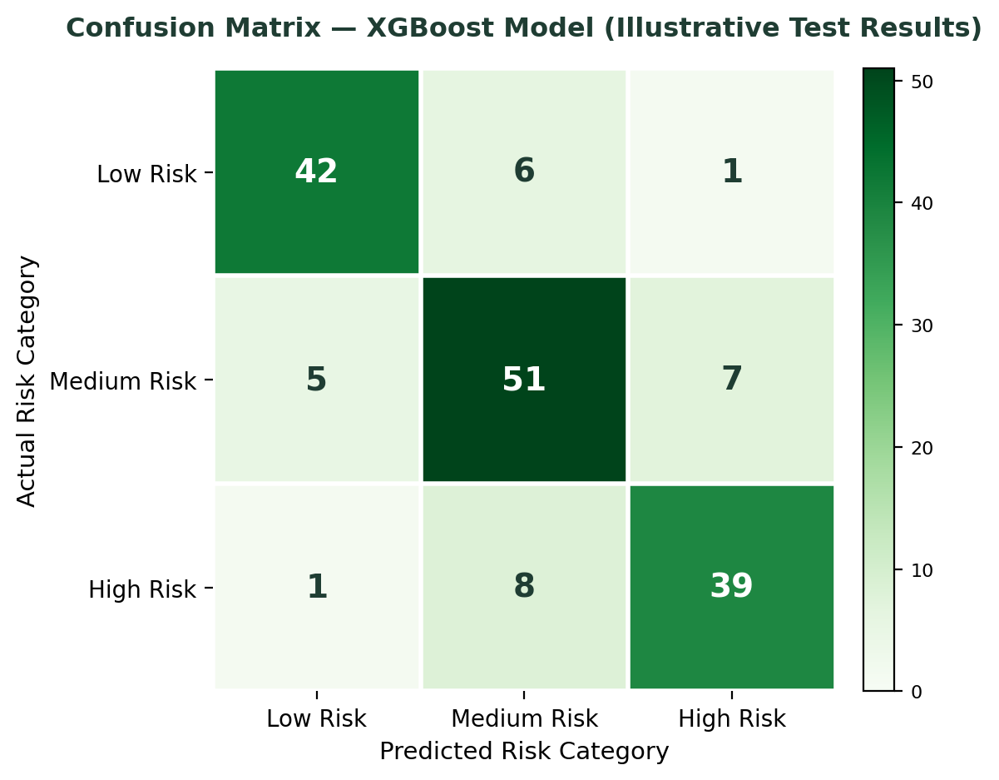 Confusion Matrix — XGBoost Model (Illustrative Test Results)
Actual Risk Category
Low Risk
42
6
1
Medium Risk
5
51
7
High Risk
1
8
39
Low Risk
Medium Risk
High Risk
Predicted Risk Category
50
40
30
20
10
0